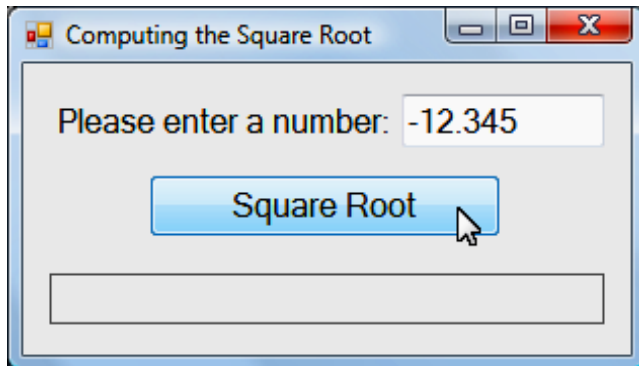 Computing the Square Root
Please enter a number: -12.345
Square Root